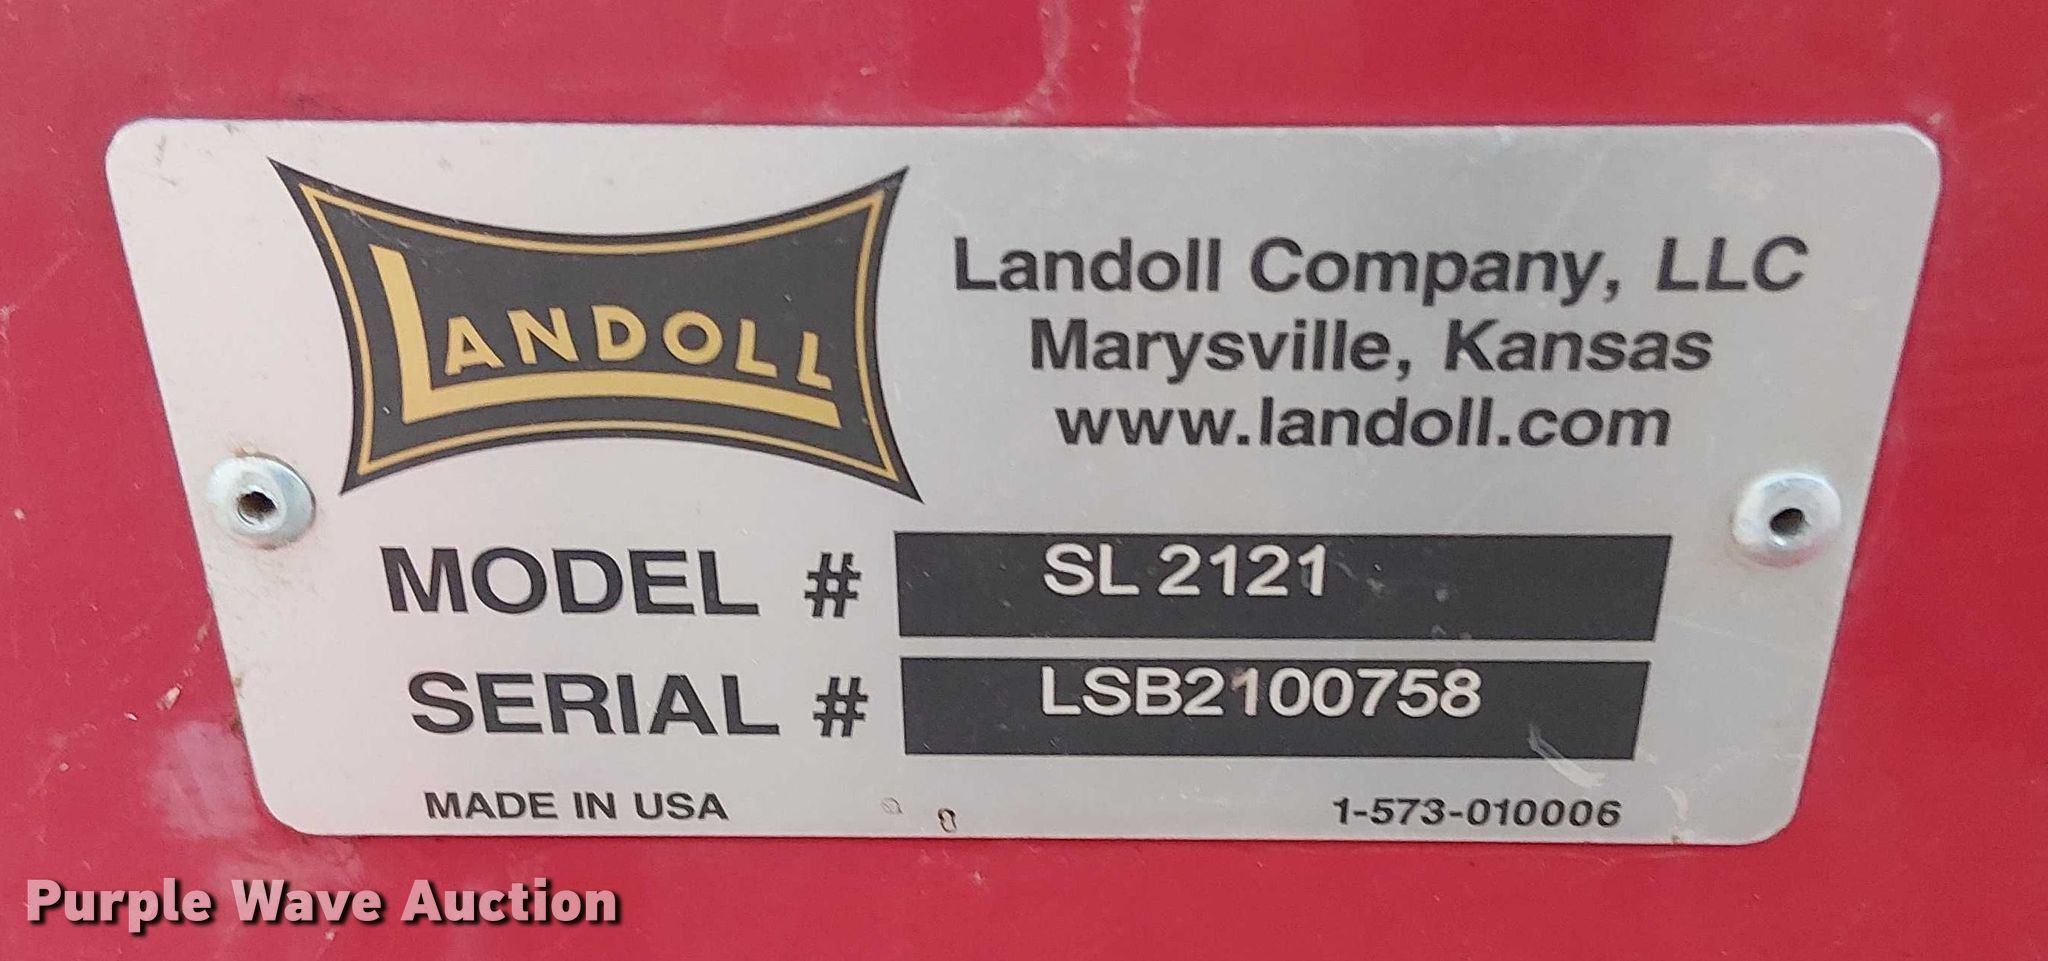 LANDOLL
Landoll Company, LLC
Marysville, Kansas
www.landoll.com
MODEL # SL 2121
SERIAL # LSB2100758
MADE IN USA 1-573-010006
Purple Wave Auction